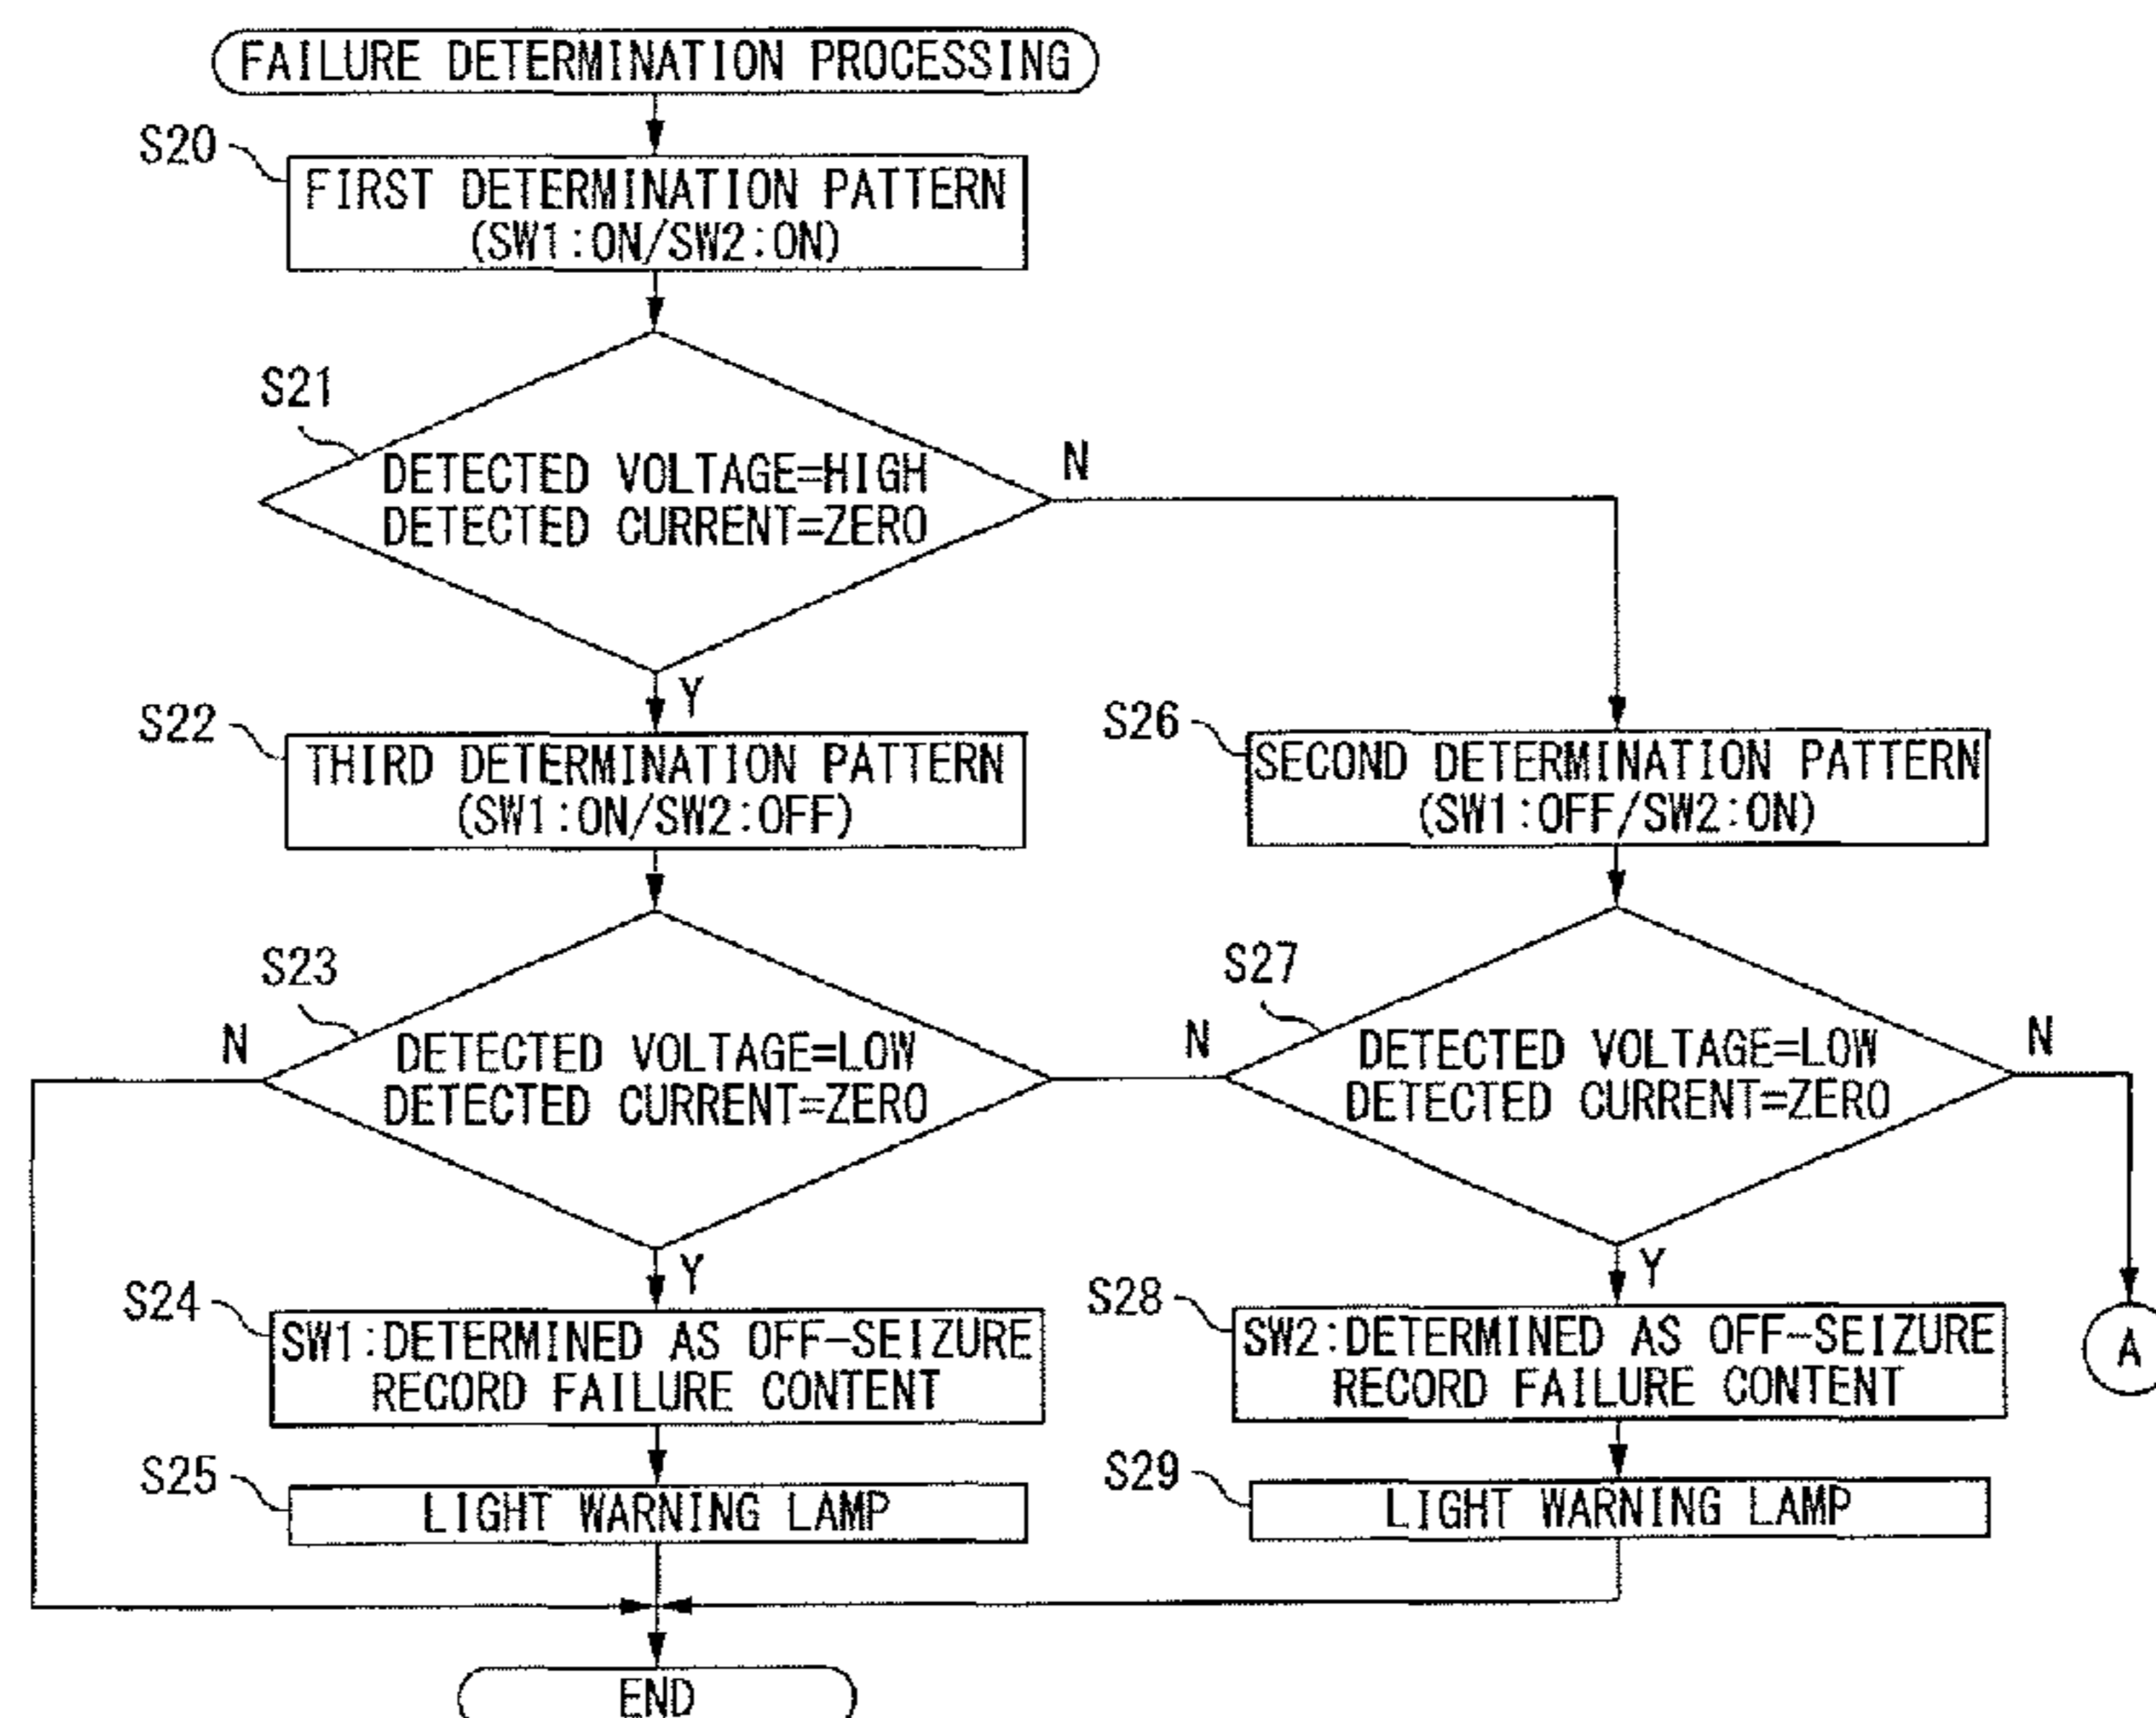 FAILURE DETERMINATION PROCESSING
S20
FIRST DETERMINATION PATTERN
(SW1:ON/SW2:ON)
S21
DETECTED VOLTAGE=HIGH
DETECTED CURRENT=ZERO
N
Y
S22
THIRD DETERMINATION PATTERN
(SW1:ON/SW2:OFF)
S26
SECOND DETERMINATION PATTERN
(SW1:OFF/SW2:ON)
S23
N
DETECTED VOLTAGE=LOW
DETECTED CURRENT=ZERO
Y
S27
N
DETECTED VOLTAGE=LOW
DETECTED CURRENT=ZERO
N
Y
A
S24
SW1:DETERMINED AS OFF-SEIZURE
RECORD FAILURE CONTENT
S28
SW2:DETERMINED AS OFF-SEIZURE
RECORD FAILURE CONTENT
S25
LIGHT WARNING LAMP
S29
LIGHT WARNING LAMP
END